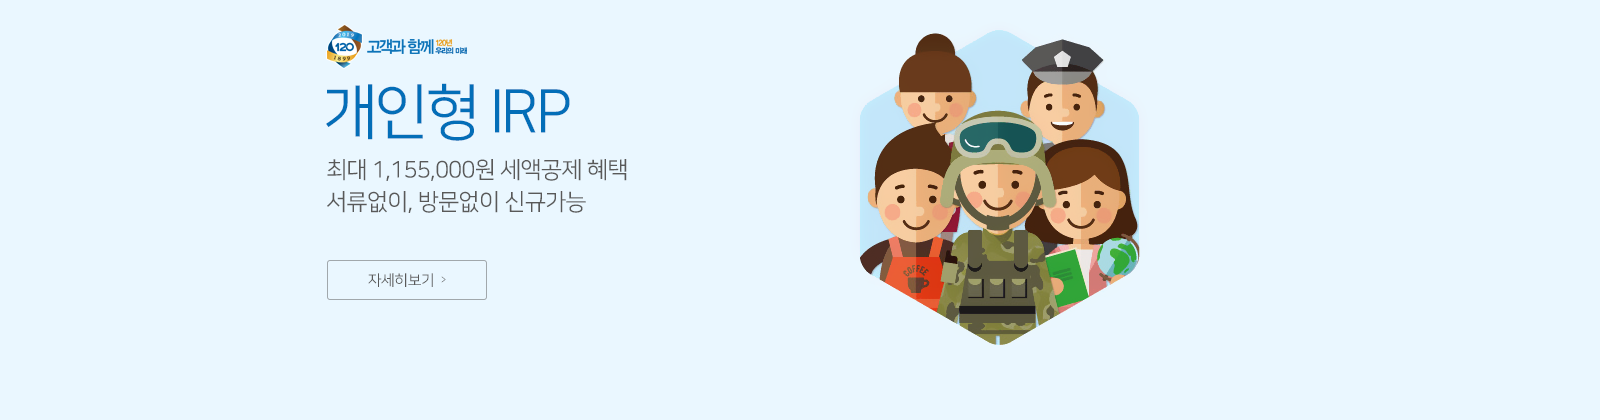 2019
120
1899
고객과 함께 120년
우리의 미래
개인형 IRP
최대 1,155,000원 세액공제 혜택
서류없이, 방문없이 신규가능
자세히보기 >
COFFEE